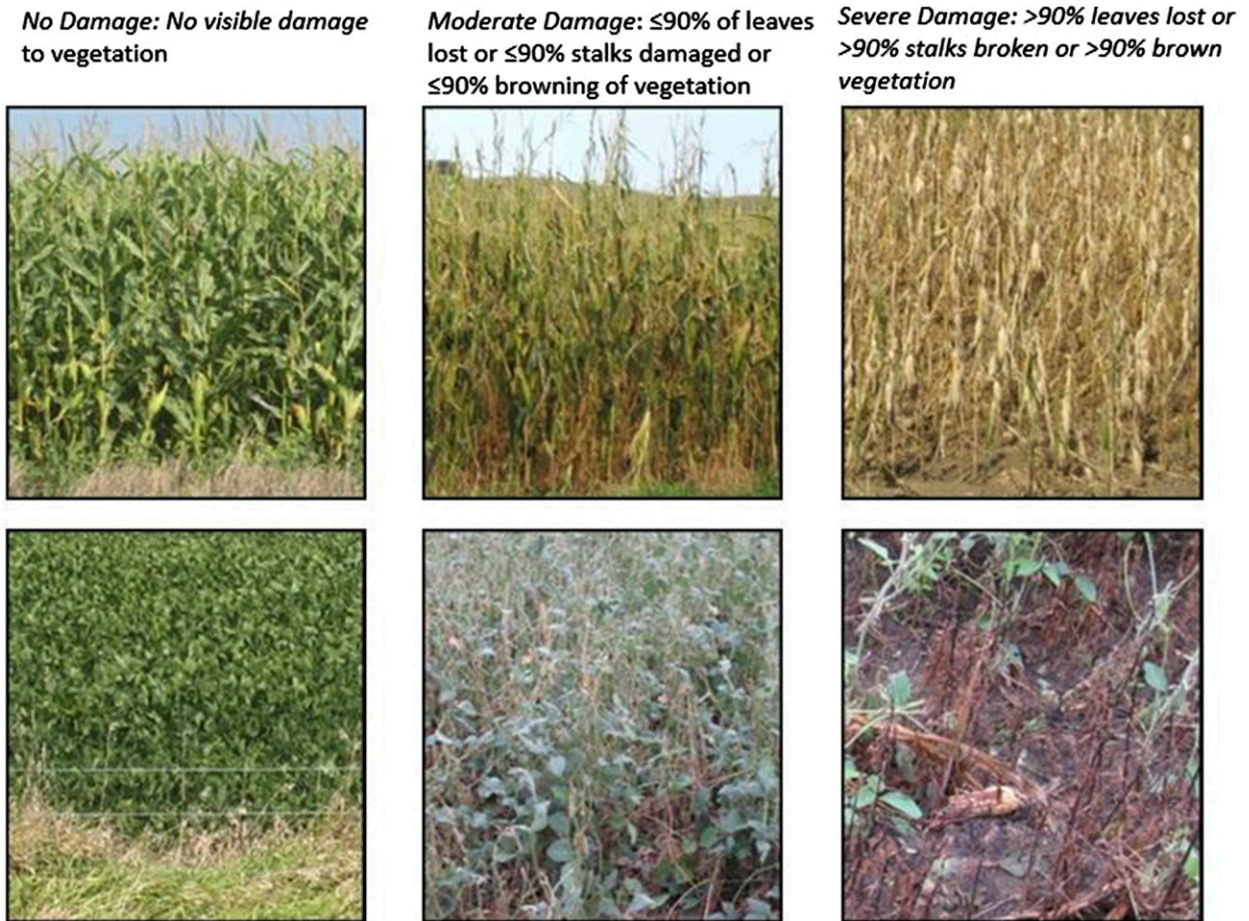 No Damage: No visible damage
to vegetation
Moderate Damage: ≤90% of leaves
lost or ≤90% stalks damaged or
≤90% browning of vegetation
Severe Damage: >90% leaves lost or
>90% stalks broken or >90% brown
vegetation